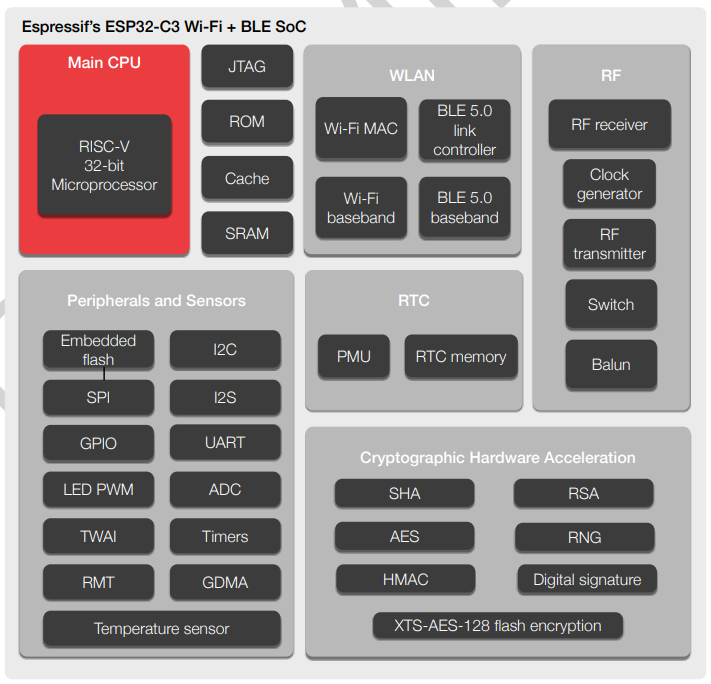 Espressif's ESP32-C3 Wi-Fi + BLE SoC
Main CPU
RISC-V
32-bit
Microprocessor
JTAG
ROM
Cache
SRAM
WLAN
Wi-Fi MAC
BLE 5.0
link
controller
Wi-Fi
baseband
BLE 5.0
baseband
RF
RF receiver
Clock
generator
RF
transmitter
Switch
Balun
Peripherals and Sensors
Embedded
flash
I2C
SPI
I2S
GPIO
UART
LED PWM
ADC
TWAI
Timers
RMT
GDMA
Temperature sensor
RTC
PMU
RTC memory
Cryptographic Hardware Acceleration
SHA
RSA
AES
RNG
HMAC
Digital signature
XTS-AES-128 flash encryption